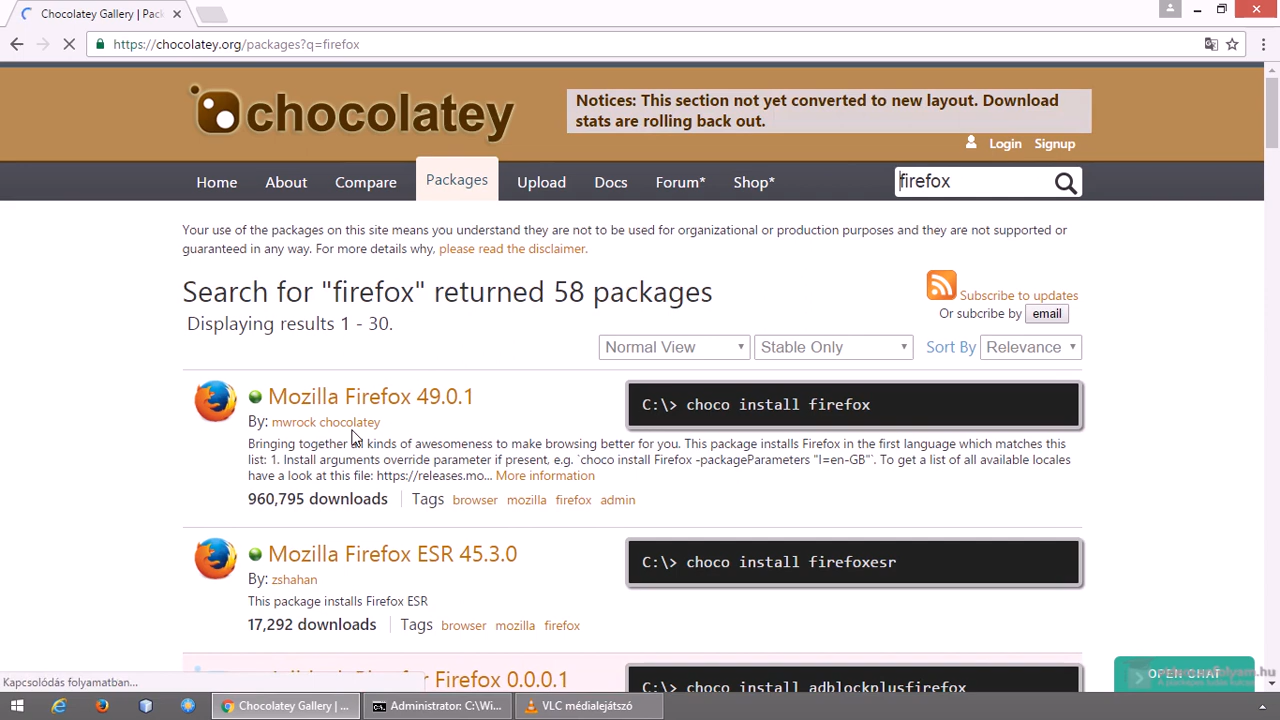 Chocolatey Gallery | Pack
https://chocolatey.org/packages?q=firefox
chocolatey
Notices: This section not yet converted to new layout. Download
stats are rolling back out.
Login Signup
Home About Compare Packages Upload Docs Forum* Shop*
firefox
Your use of the packages on this site means you understand they are not to be used for organizational or production purposes and they are not supported or
guaranteed in any way. For more details why, please read the disclaimer.
Search for "firefox" returned 58 packages
Displaying results 1 - 30.
Subscribe to updates
Or subcribe by email
Normal View Stable Only Sort By Relevance
Mozilla Firefox 49.0.1
C:\> choco install firefox
By: mwrock chocolatey
Bringing together kinds of awesomeness to make browsing better for you. This package installs Firefox in the first language which matches this
list: 1. Install arguments override parameter if present, e.g. `choco install Firefox -packageParameters "l=en-GB"`. To get a list of all available locales
have a look at this file: https://releases.mo... More information
960,795 downloads Tags browser mozilla firefox admin
Mozilla Firefox ESR 45.3.0
C:\> choco install firefoxesr
By: zshahan
This package installs Firefox ESR
17,292 downloads Tags browser mozilla firefox
Firefox 0.0.0.1
C:\> choco install adblockplusfirefox
OPEN CHAT
Kapcsolódás folyamatban...
Chocolatey Gallery | ...
Administrator: C:\Wi...
VLC médialejátszó